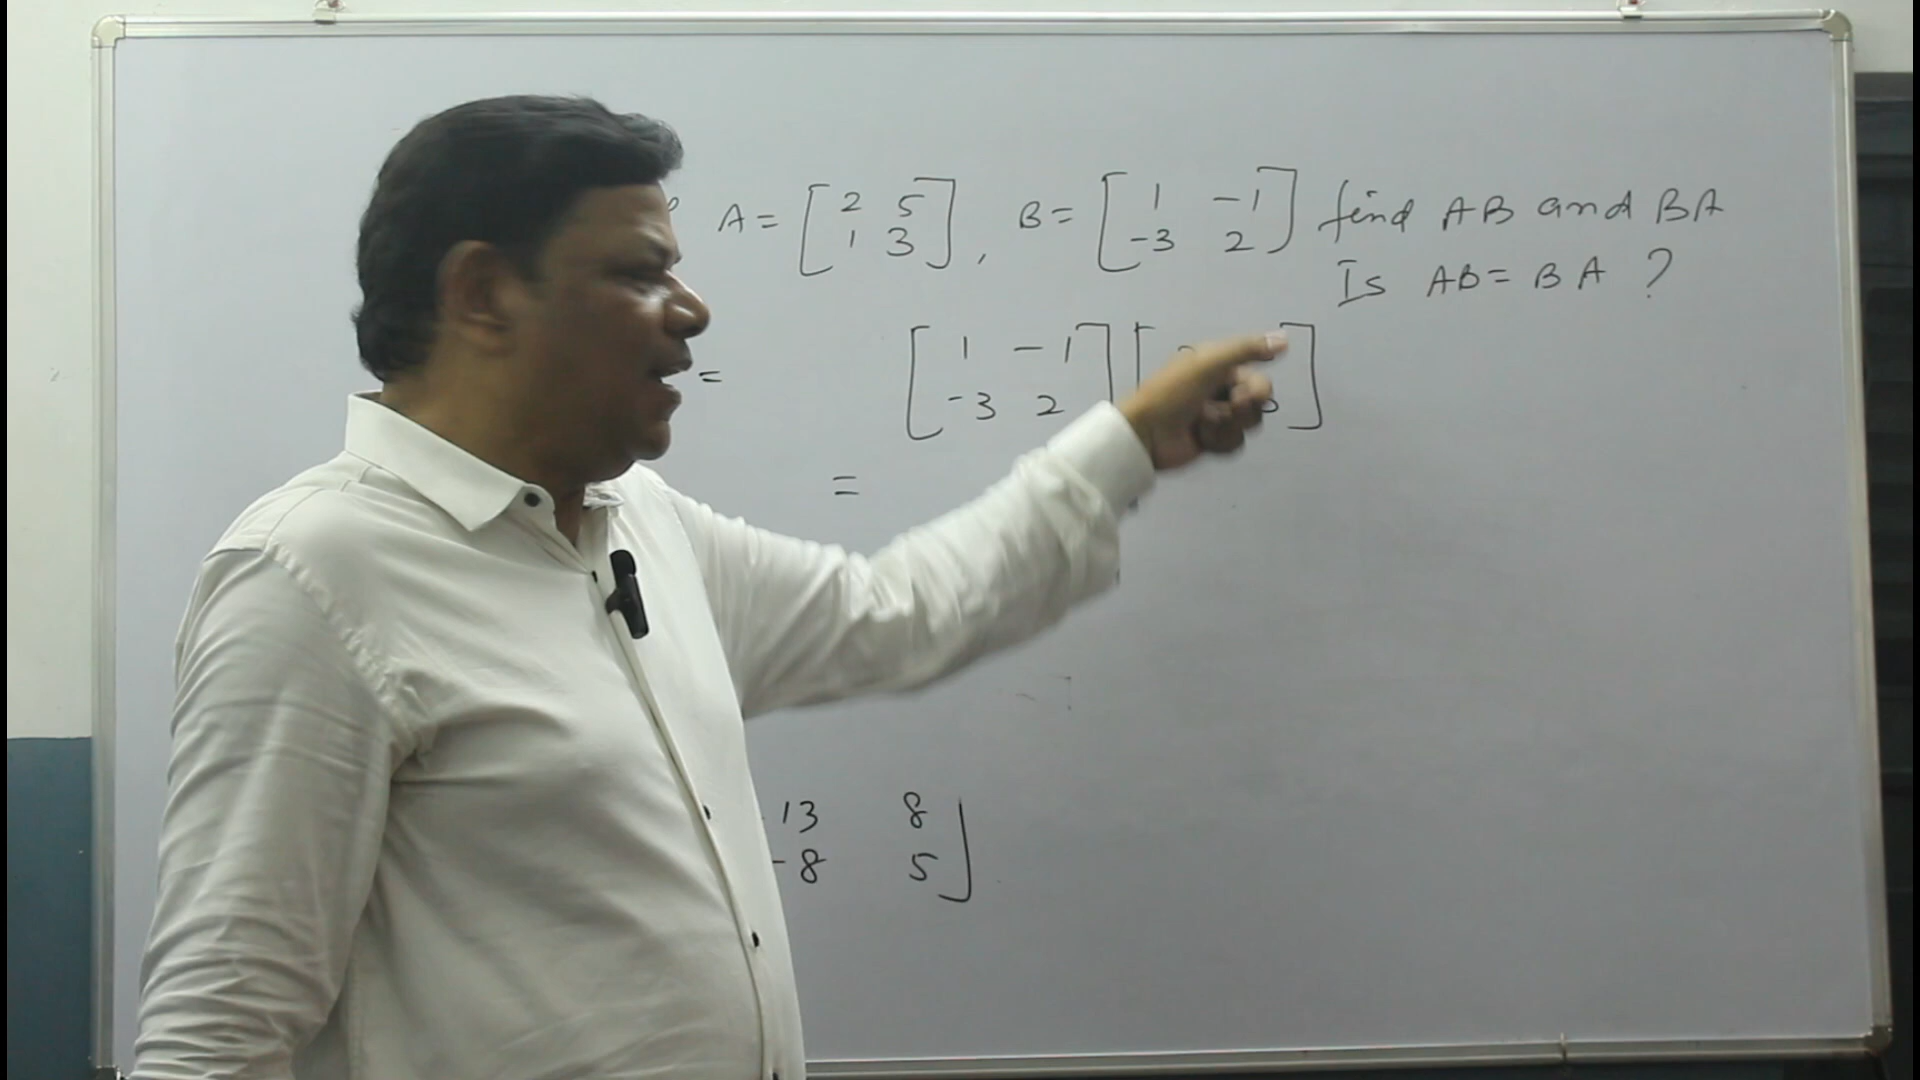 A = [2 5 1 3], B = [1 -1 -3 2] find AB and BA
Is AB = BA ?
= [1 -1 -3 2] [
=
13 8
-8 5]